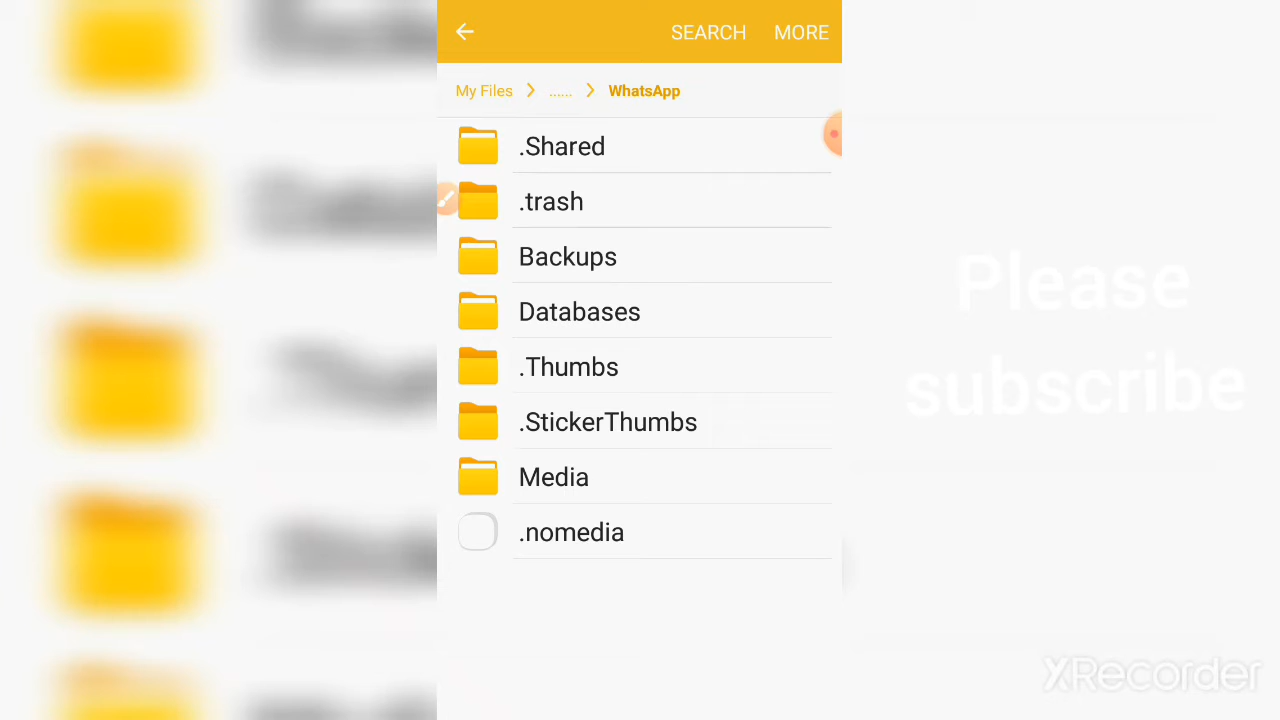 SEARCH MORE
My Files > ...... > WhatsApp
.Shared
.trash
Backups
Databases
.Thumbs
.StickerThumbs
Media
.nomedia
Please
subscribe
XRecorder